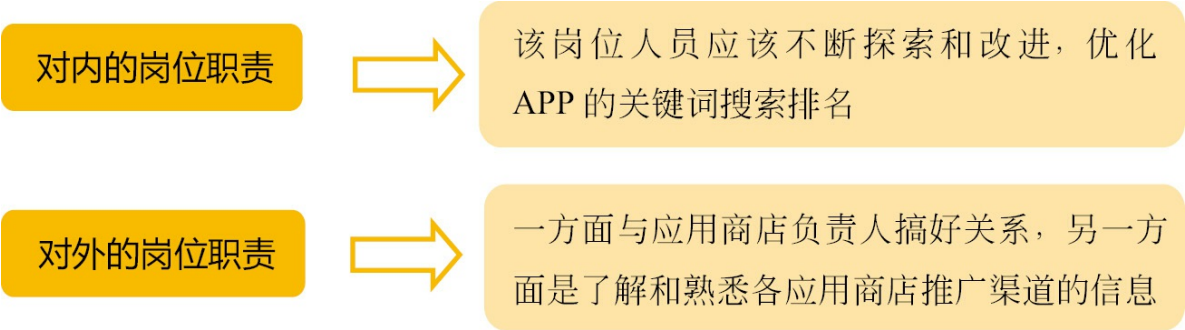 对内的岗位职责
该岗位人员应该不断探索和改进，优化
APP 的关键词搜索排名
对外的岗位职责
一方面与应用商店负责人搞好关系，另一方
面是了解和熟悉各应用商店推广渠道的信息